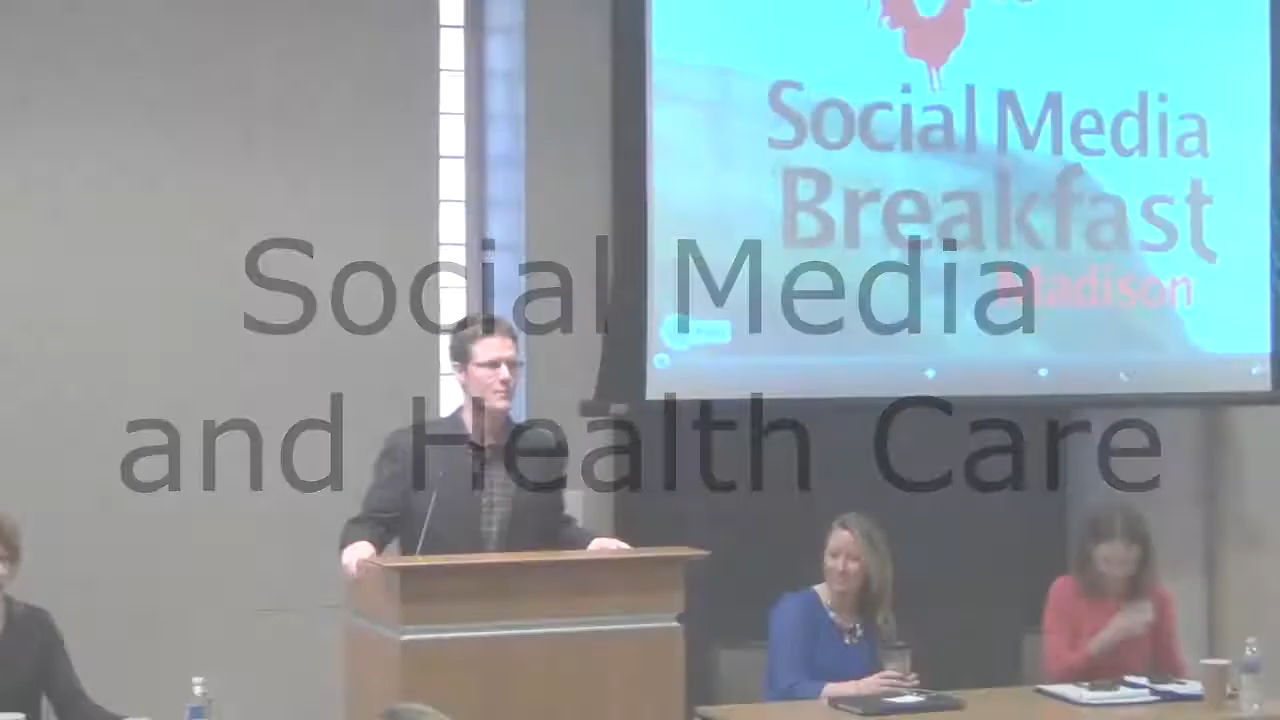 Social Media
Breakfast
Madison
Social Media
and Health Care